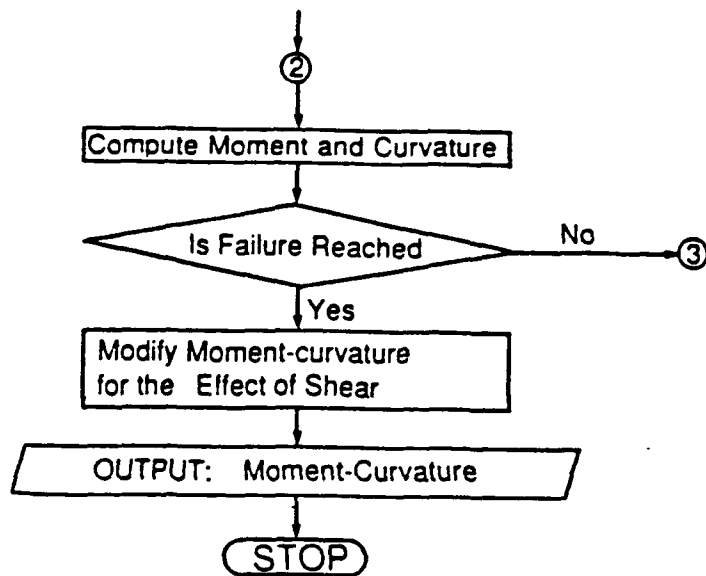 ②
Compute Moment and Curvature
Is Failure Reached
No
③
Yes
Modify Moment-curvature
for the Effect of Shear
OUTPUT: Moment-Curvature
STOP